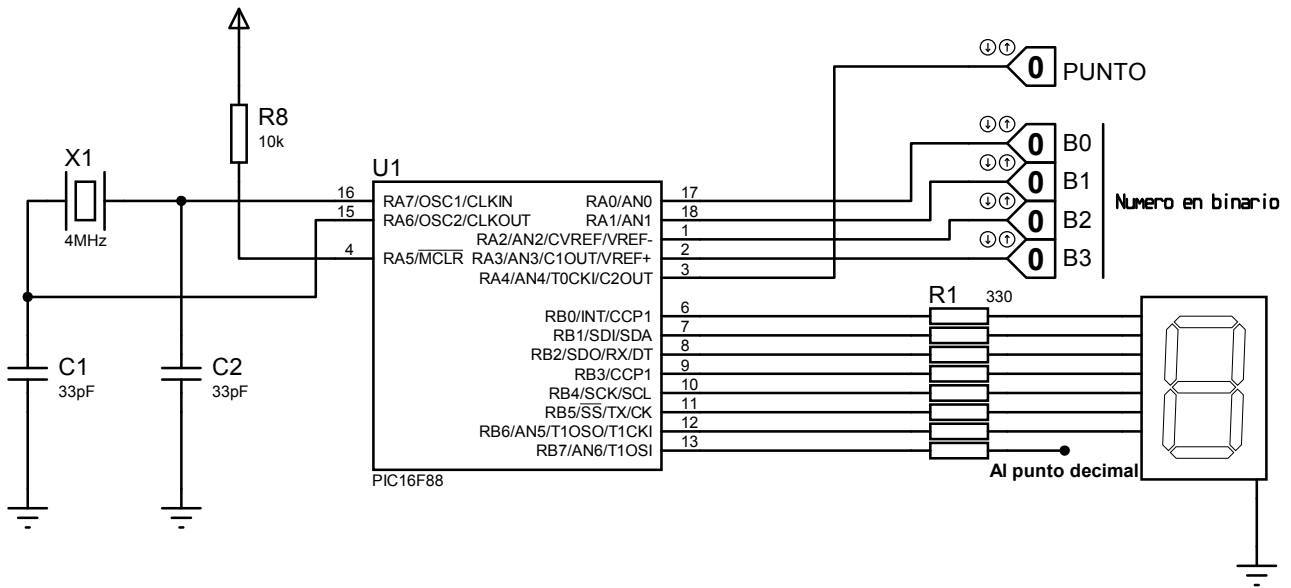 0 PUNTO
R8
10k
X1
4MHz
U1
0 B0
0 B1
0 B2
0 B3
Numero en binario
16 RA7/OSC1/CLKIN RA0/AN0 17
15 RA6/OSC2/CLKOUT RA1/AN1 18
RA2/AN2/CVREF/VREF- 1
4 RA5/MCLR RA3/AN3/C1OUT/VREF+ 2
RA4/AN4/T0CKI/C2OUT 3
R1 330
RB0/INT/CCP1 6
RB1/SDI/SDA 7
RB2/SDO/RX/DT 8
RB3/CCP1 9
RB4/SCK/SCL 10
RB5/SS/TX/CK 11
RB6/AN5/T1OSO/T1CKI 12
RB7/AN6/T1OSI 13
C1
33pF
C2
33pF
Al punto decimal
PIC16F88